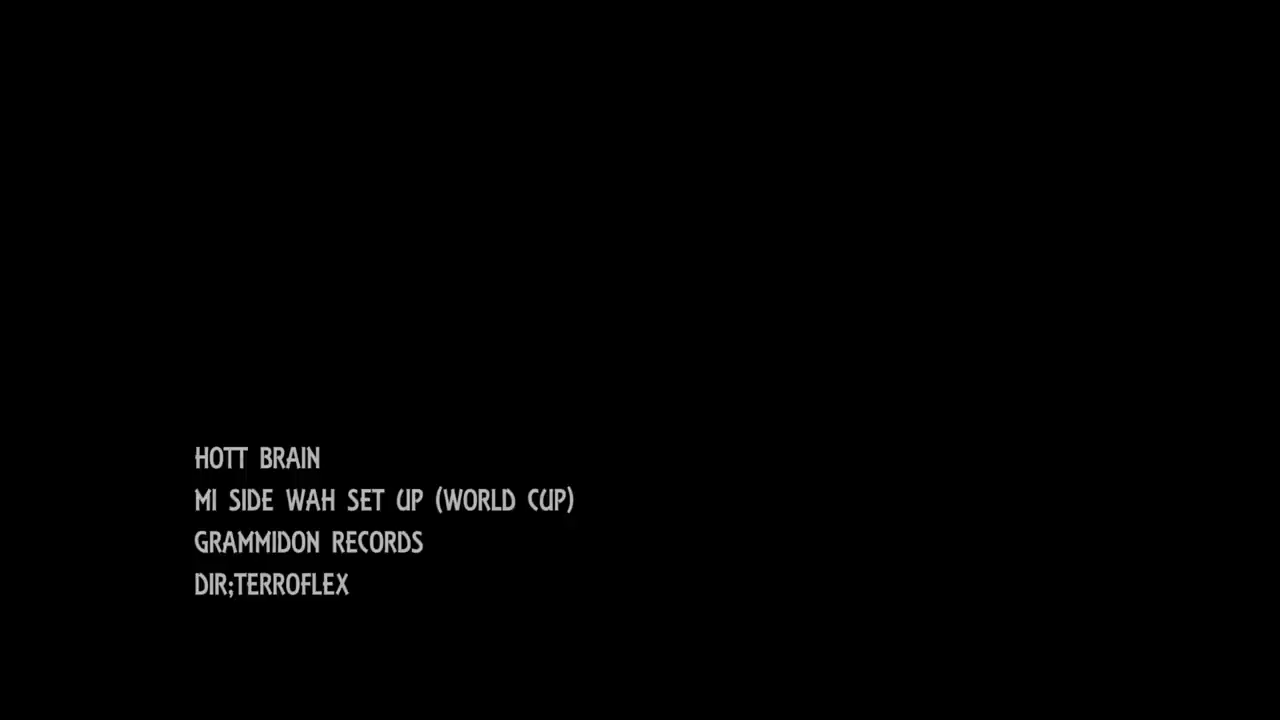 HOTT BRAIN
MI SIDE WAH SET UP (WORLD CUP)
GRAMMIDON RECORDS
DIR;TERROFLEX